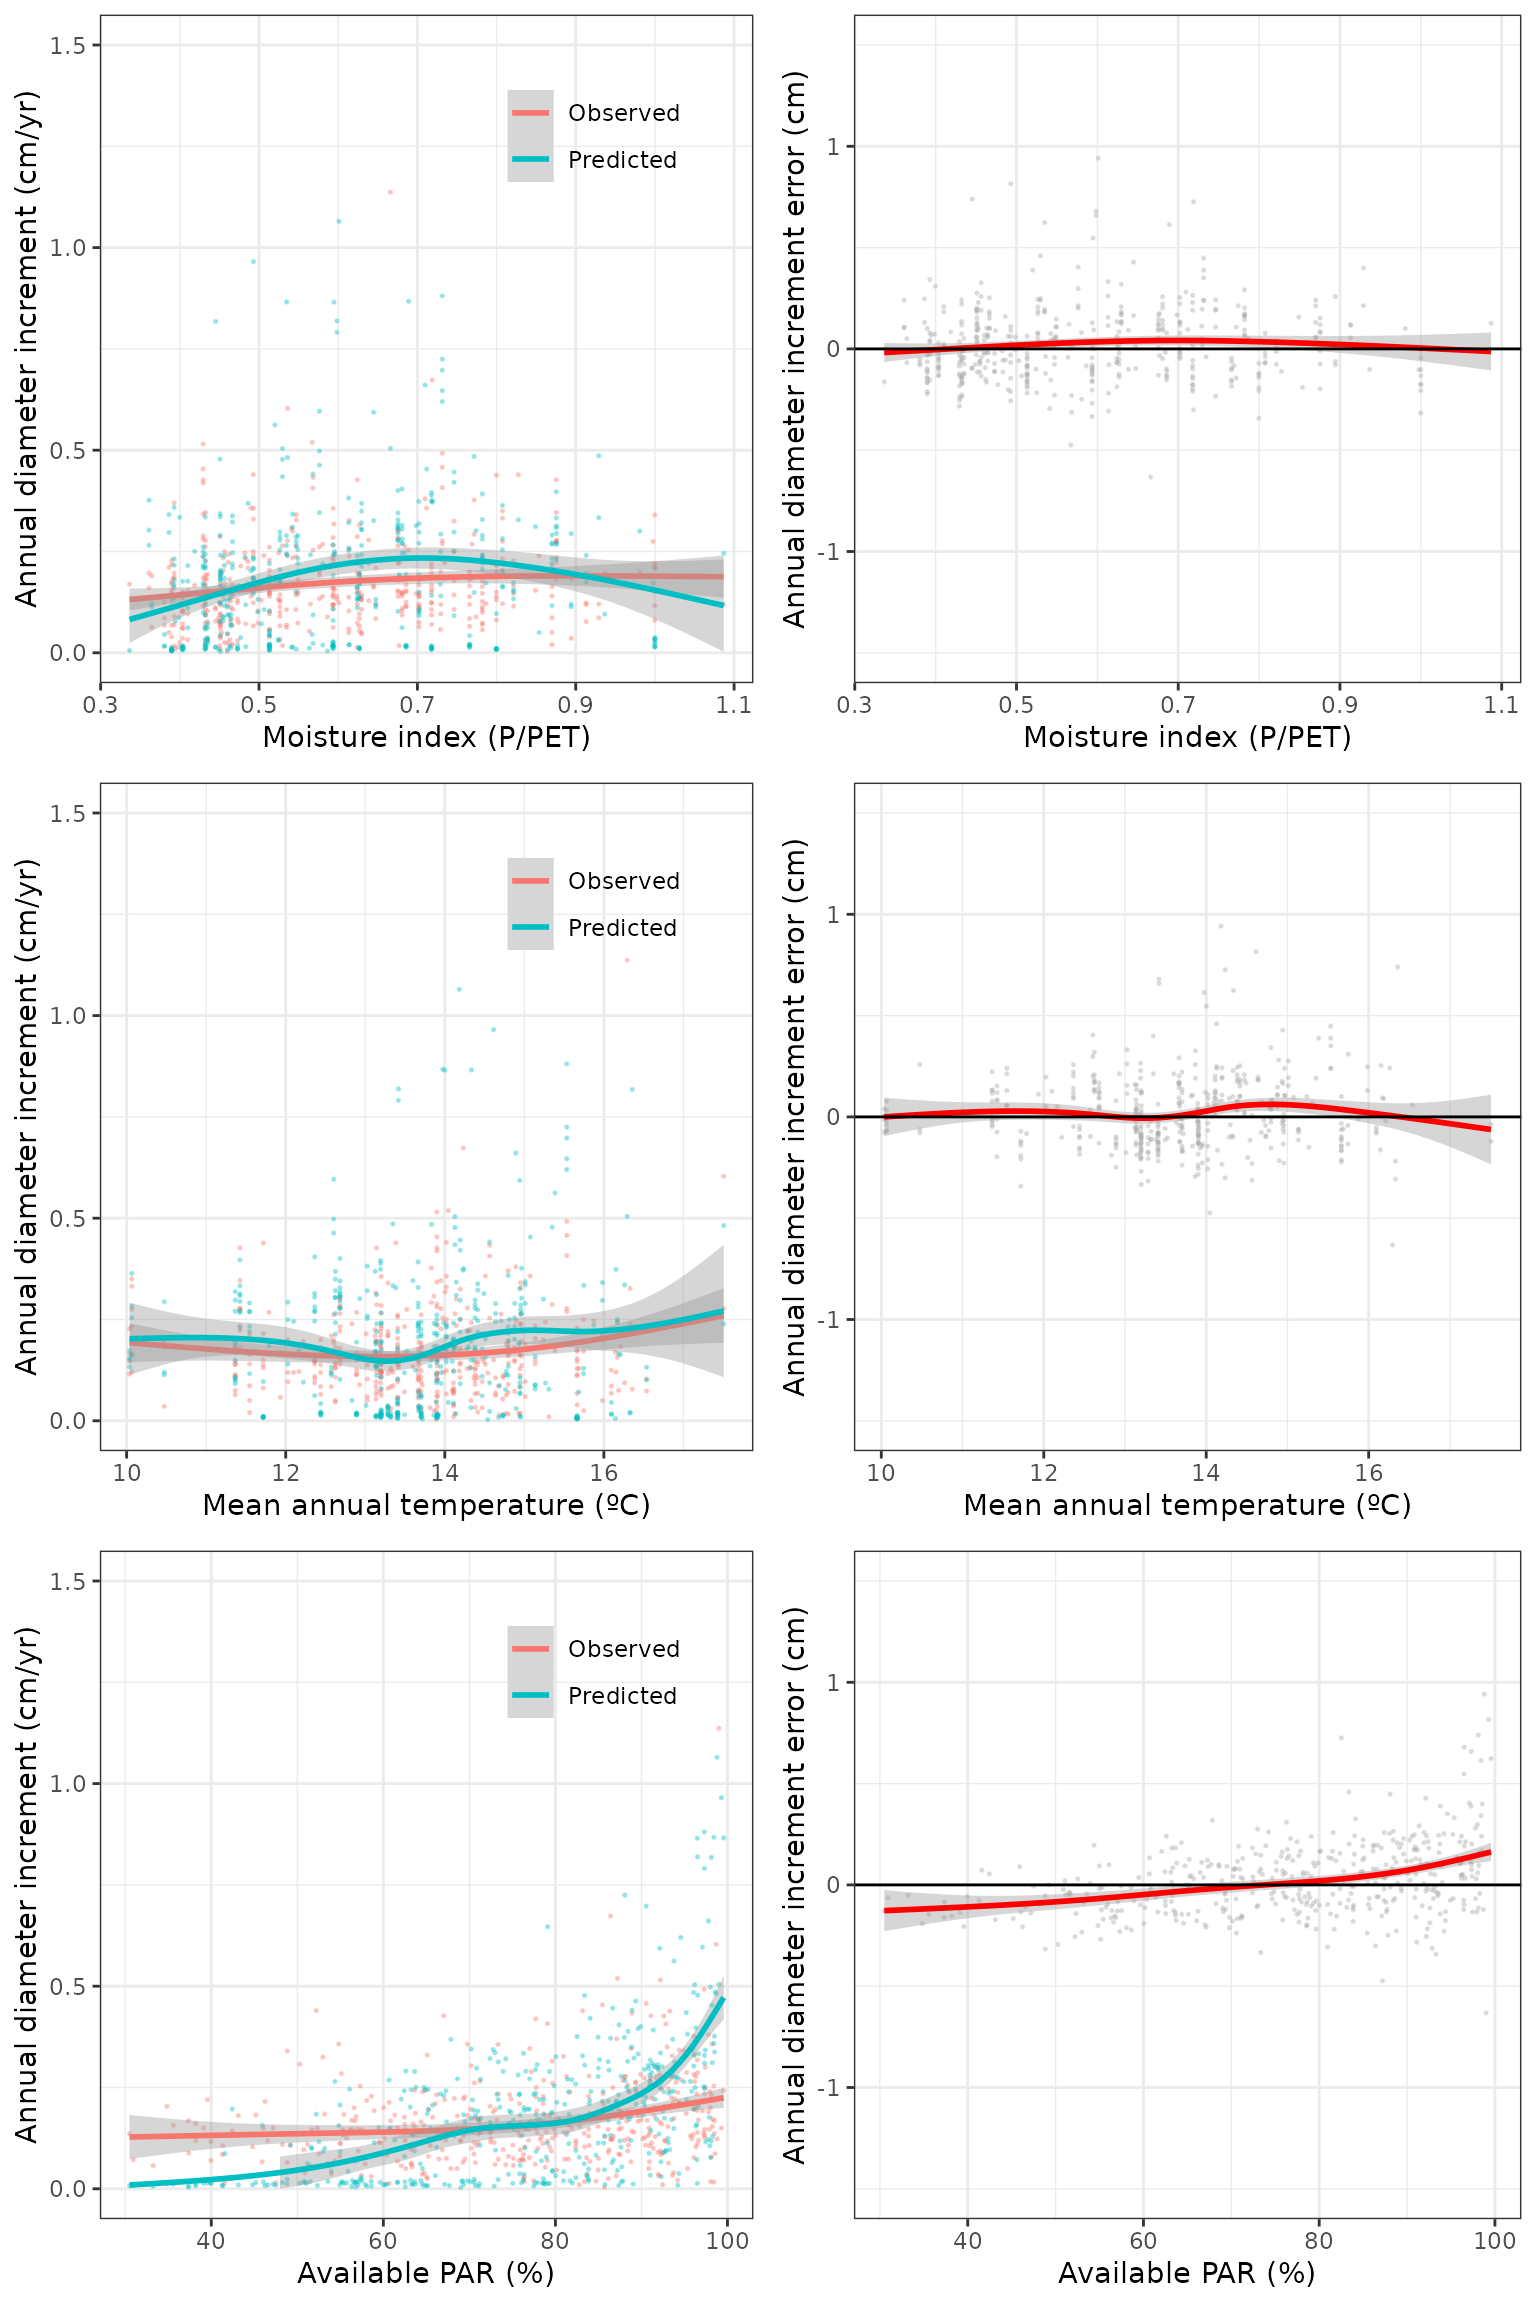 Annual diameter increment (cm/yr)
1.5
1.0
0.5
0.0
Observed
Predicted
0.3 0.5 0.7 0.9 1.1
Moisture index (P/PET)
Annual diameter increment error (cm)
1
0
-1
0.3 0.5 0.7 0.9 1.1
Moisture index (P/PET)
Annual diameter increment (cm/yr)
1.5
1.0
0.5
0.0
Observed
Predicted
10 12 14 16
Mean annual temperature (ºC)
Annual diameter increment error (cm)
1
0
-1
10 12 14 16
Mean annual temperature (ºC)
Annual diameter increment (cm/yr)
1.5
1.0
0.5
0.0
Observed
Predicted
40 60 80 100
Available PAR (%)
Annual diameter increment error (cm)
1
0
-1
40 60 80 100
Available PAR (%)